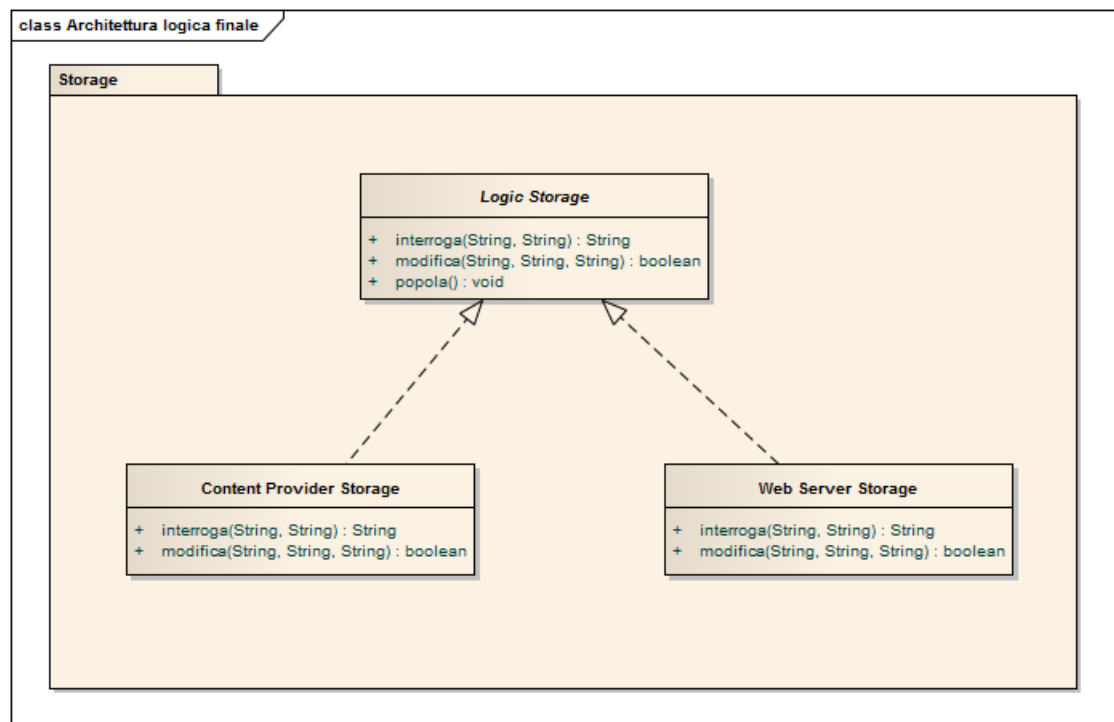 class Architettura logica finale
Storage
Logic Storage
+ interroga(String, String) : String
+ modifica(String, String, String) : boolean
+ popola() : void
Content Provider Storage
+ interroga(String, String) : String
+ modifica(String, String, String) : boolean
Web Server Storage
+ interroga(String, String) : String
+ modifica(String, String, String) : boolean